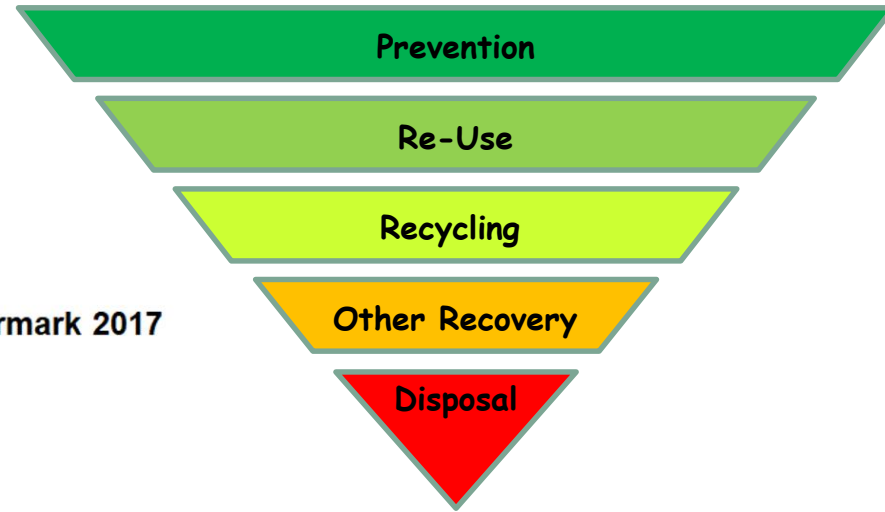 Prevention
Re-Use
Recycling
rmark 2017
Other Recovery
Disposal